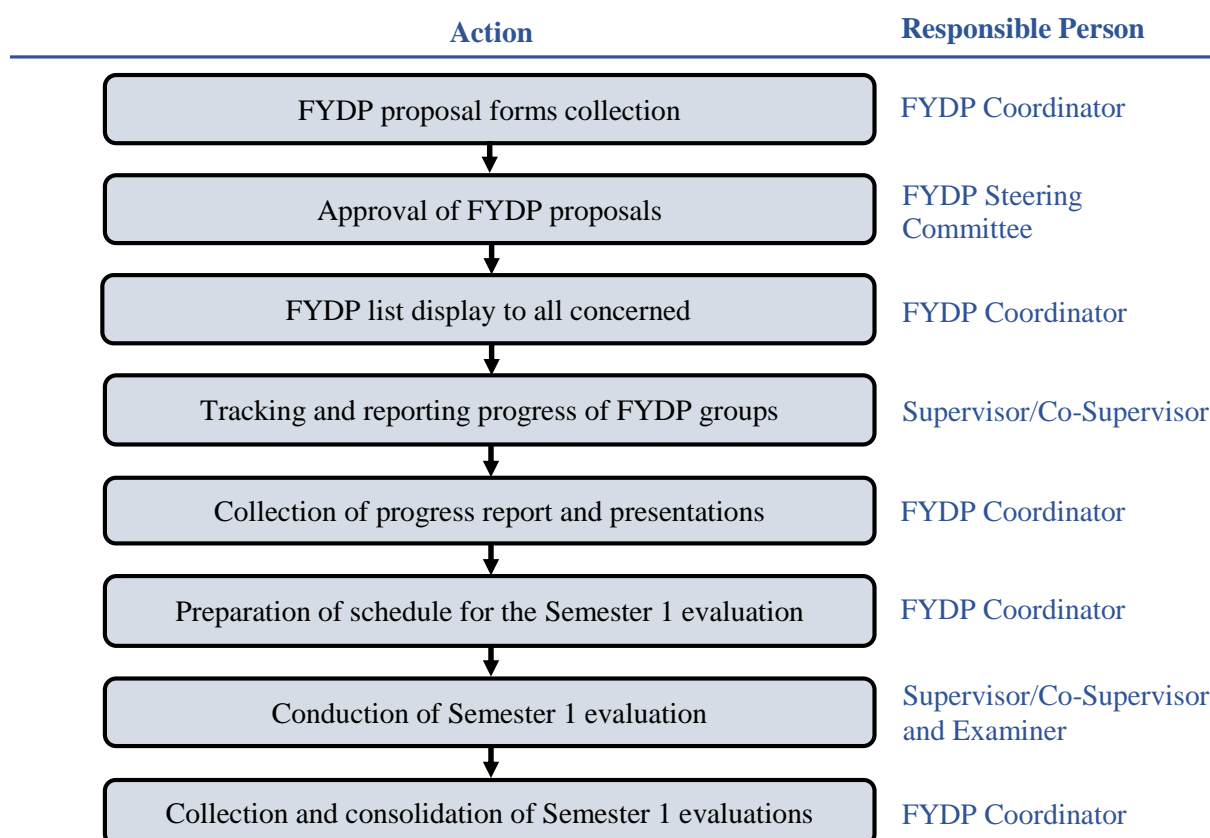 Action
Responsible Person
FYDP proposal forms collection
FYDP Coordinator
Approval of FYDP proposals
FYDP Steering
Committee
FYDP list display to all concerned
FYDP Coordinator
Tracking and reporting progress of FYDP groups
Supervisor/Co-Supervisor
Collection of progress report and presentations
FYDP Coordinator
Preparation of schedule for the Semester 1 evaluation
FYDP Coordinator
Conduction of Semester 1 evaluation
Supervisor/Co-Supervisor
and Examiner
Collection and consolidation of Semester 1 evaluations
FYDP Coordinator